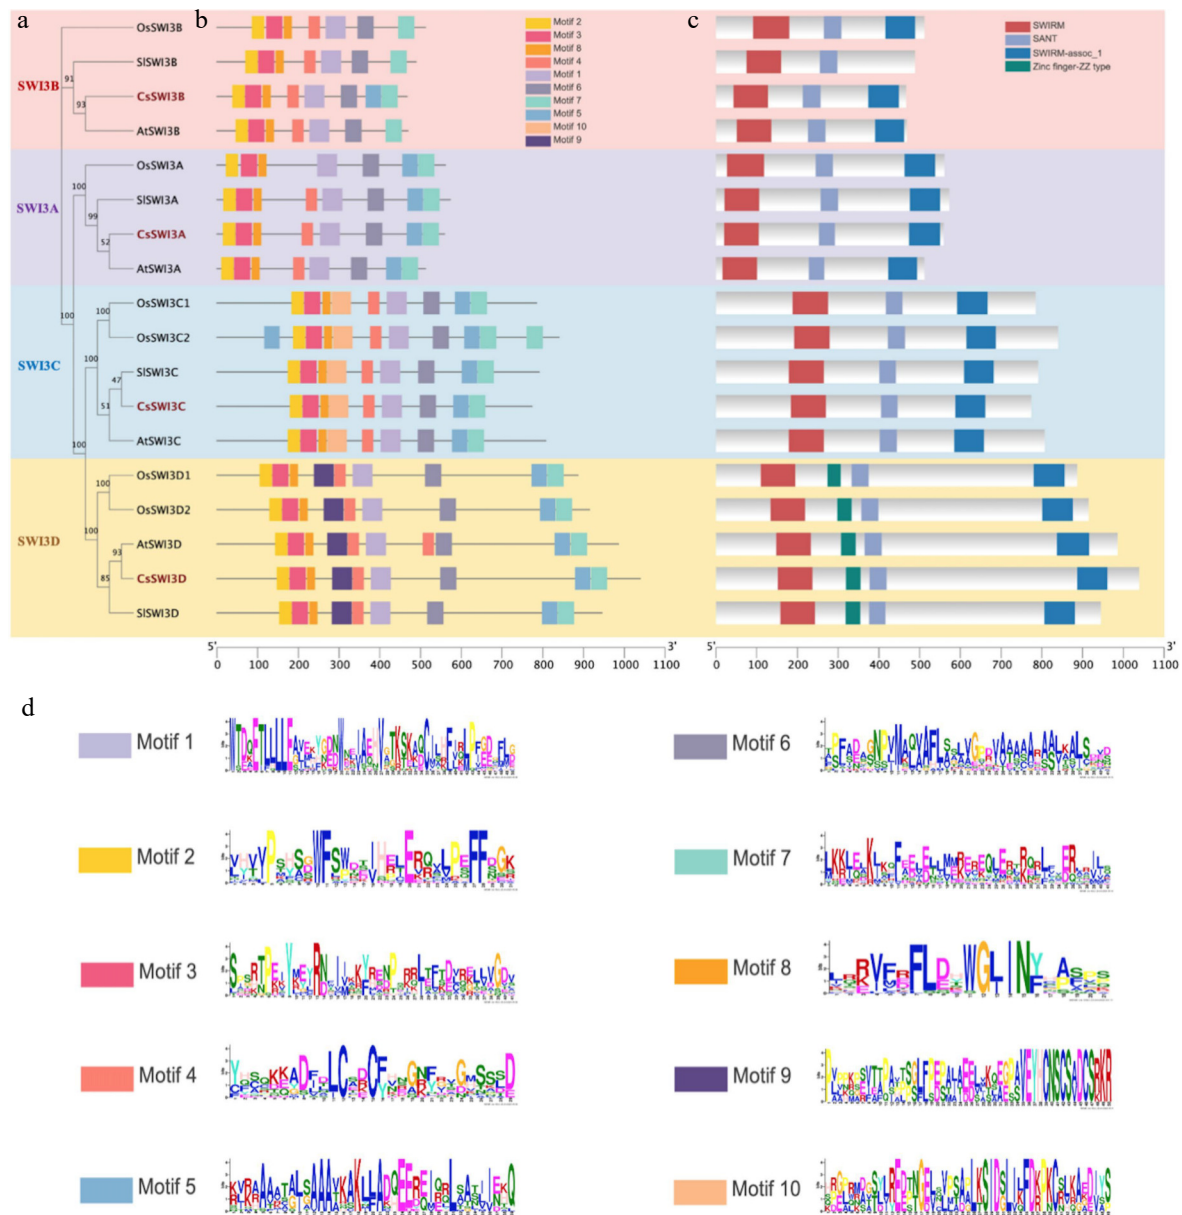 a
b
c
OsSWI3B
SlSWI3B
CsSWI3B
AtSWI3B
OsSWI3A
SlSWI3A
CsSWI3A
AtSWI3A
OsSWI3C1
OsSWI3C2
SlSWI3C
CsSWI3C
AtSWI3C
OsSWI3D1
OsSWI3D2
AtSWI3D
CsSWI3D
SlSWI3D
SWI3B
SWI3A
SWI3C
SWI3D
91
93
100
99
52
100
100
100
47
51
100
100
100
93
85
Motif 2
Motif 3
Motif 8
Motif 4
Motif 1
Motif 6
Motif 7
Motif 5
Motif 10
Motif 9
SWIRM
SANT
SWIRM-assoc_1
Zinc finger-ZZ type
5' 3'
0 100 200 300 400 500 600 700 800 900 1000 1100
5' 3'
0 100 200 300 400 500 600 700 800 900 1000 1100
d
Motif 1
Motif 6
Motif 2
Motif 7
Motif 3
Motif 8
Motif 4
Motif 9
Motif 5
Motif 10